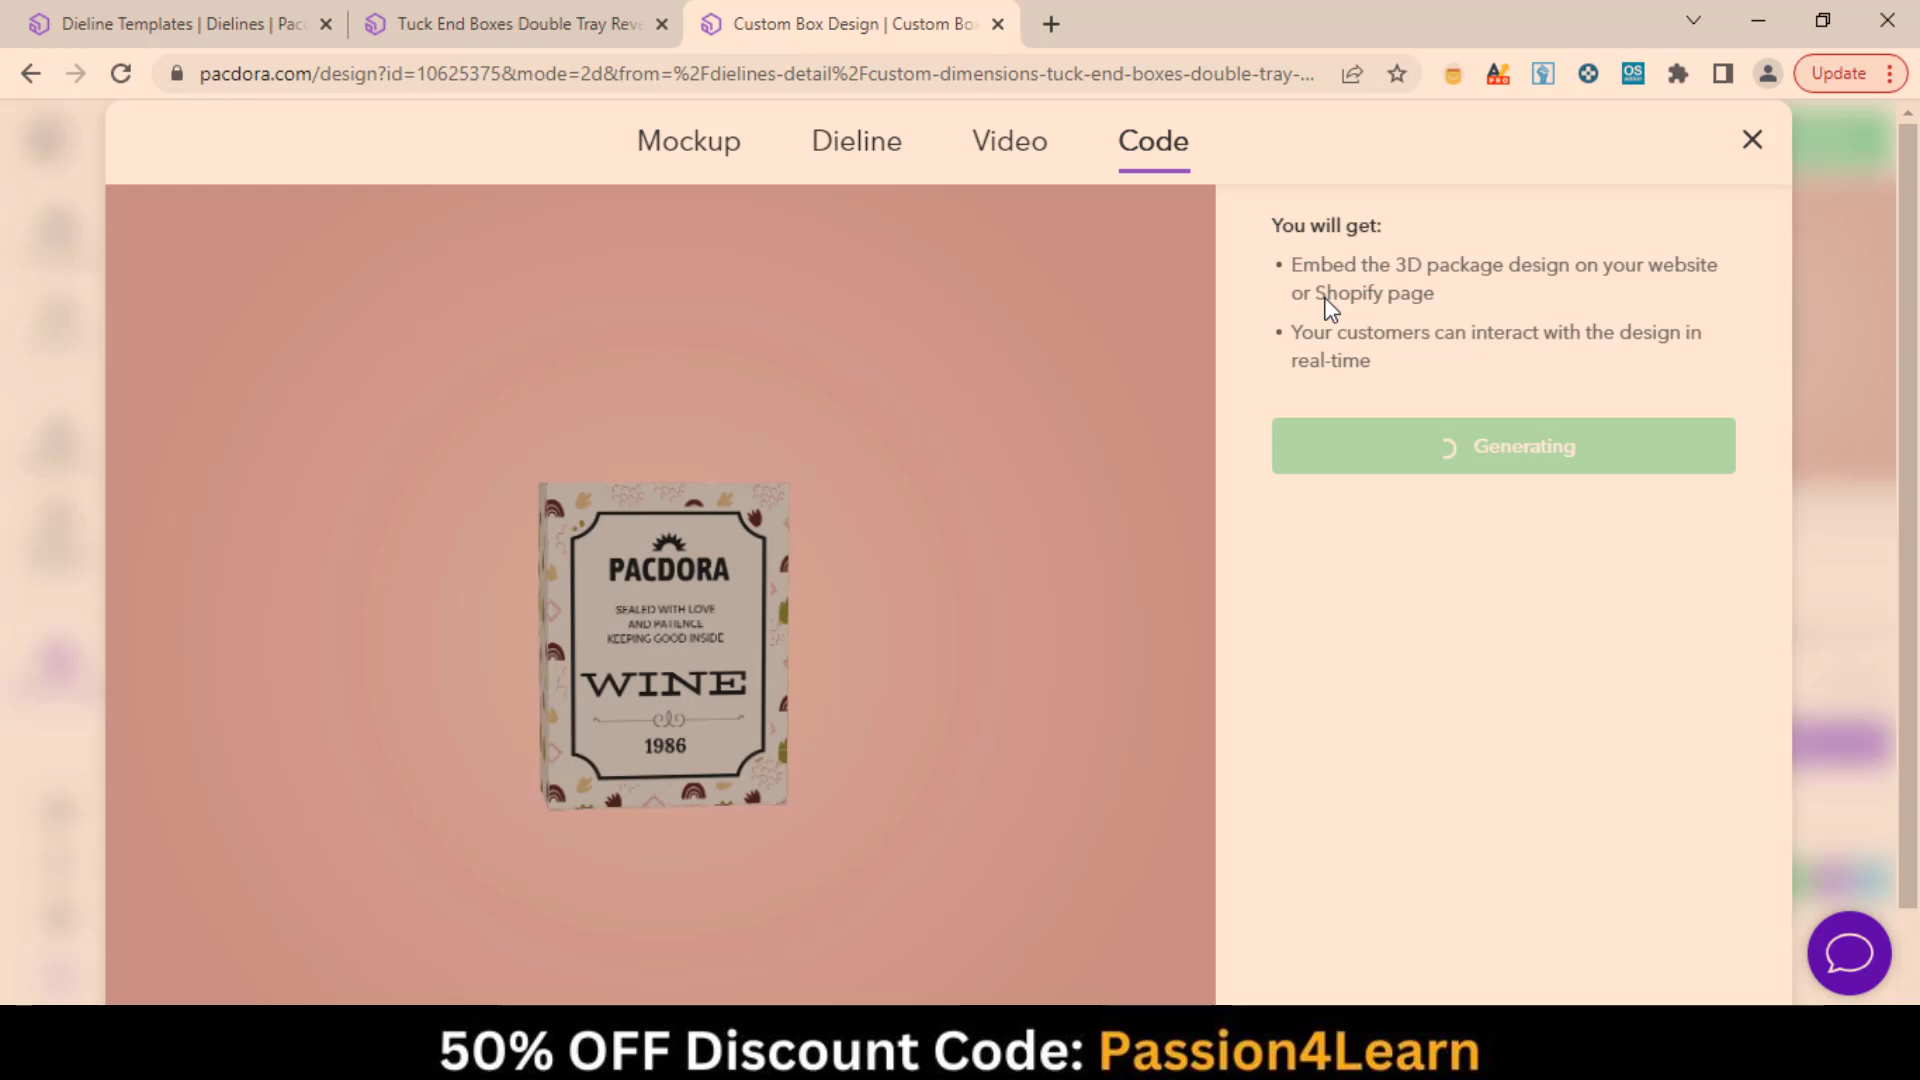 Dieline Templates | Dielines | Pac
Tuck End Boxes Double Tray Reve
Custom Box Design | Custom Bo
pacdora.com/design?id=10625375&mode=2d&from=%2Fdielines-detail%2Fcustom-dimensions-tuck-end-boxes-double-tray-...
PRO
OS
Update
Mockup
Dieline
Video
Code
You will get:
• Embed the 3D package design on your website
or Shopify page
• Your customers can interact with the design in
real-time
Generating
PACDORA
SEALED WITH LOVE
AND PATIENCE
KEEPING GOOD INSIDE
WINE
1986
50% OFF Discount Code: Passion4Learn